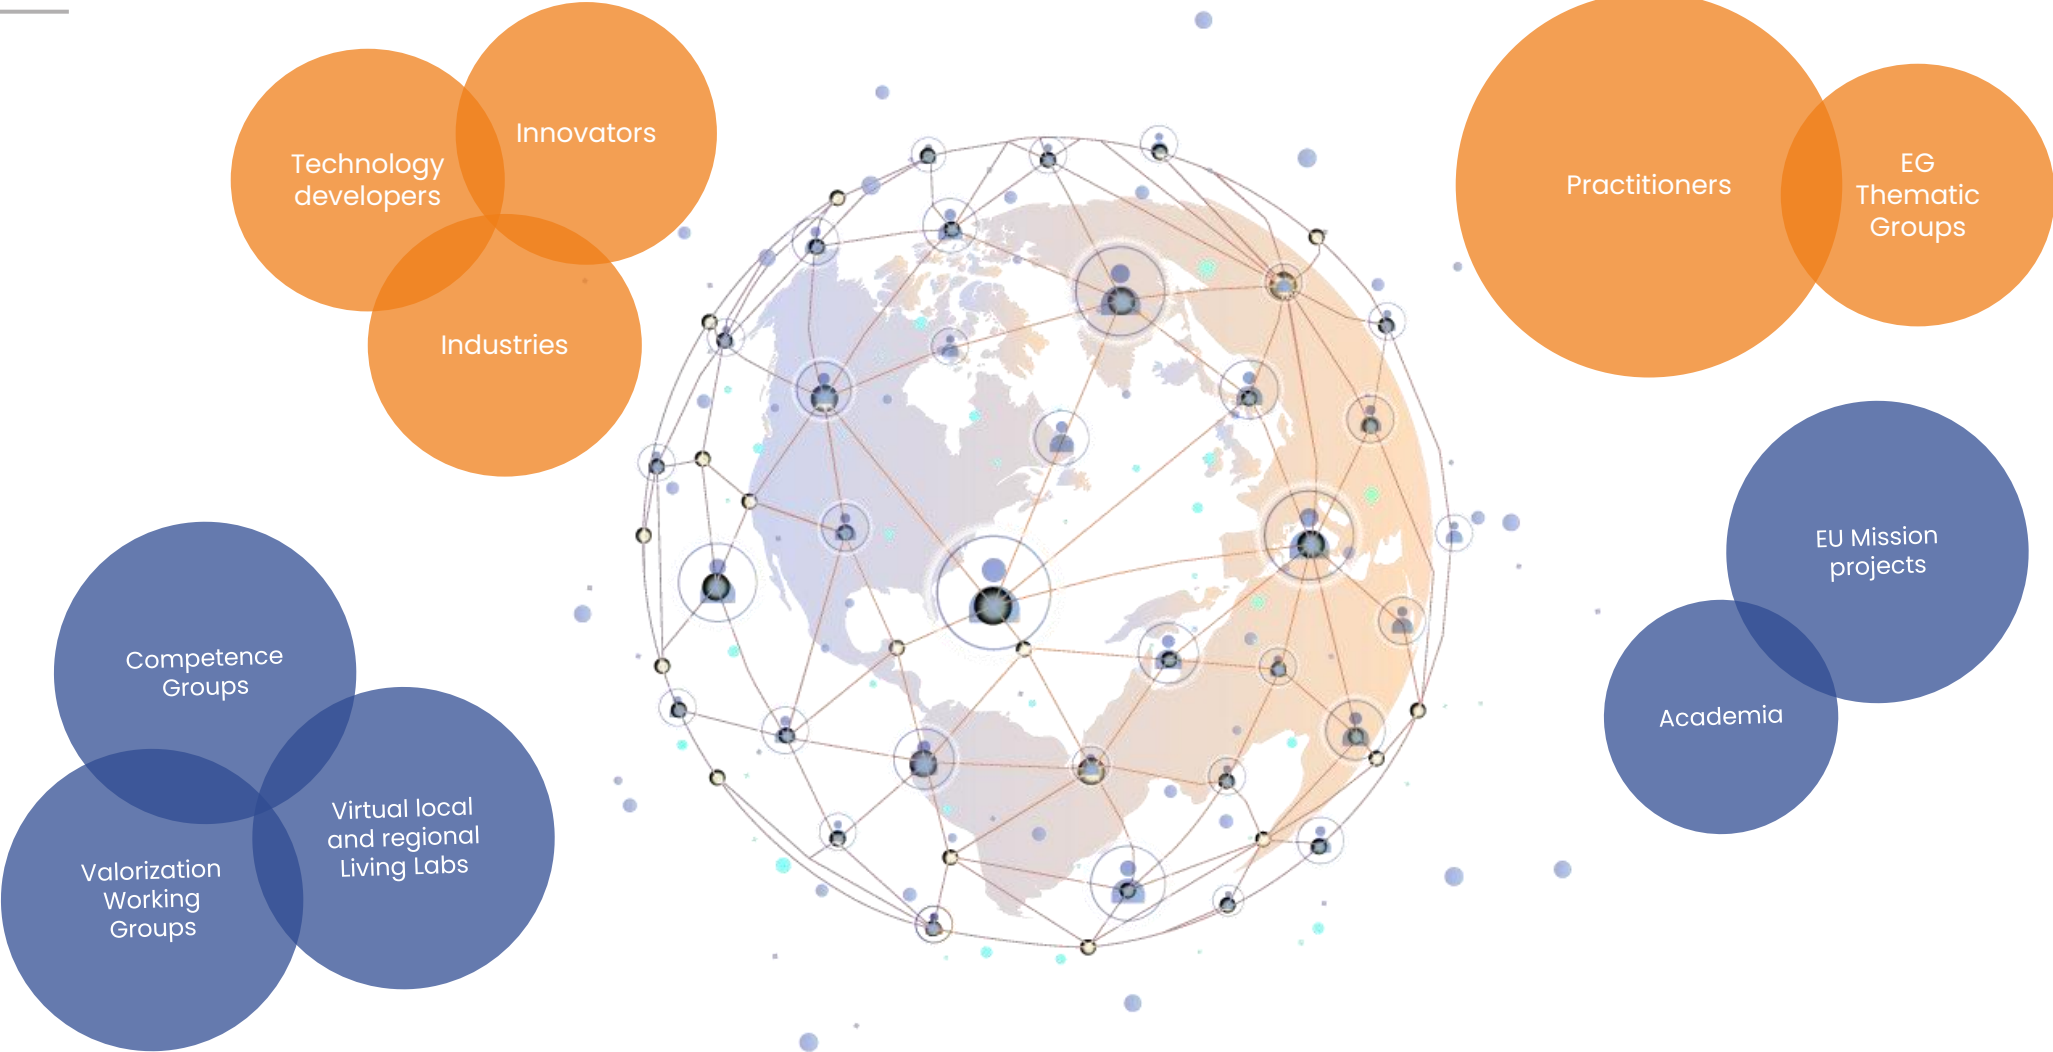 Innovators
Technology
developers
Industries
Practitioners
EG
Thematic
Groups
EU Mission
projects
Academia
Competence
Groups
Virtual local
and regional
Living Labs
Valorization
Working
Groups